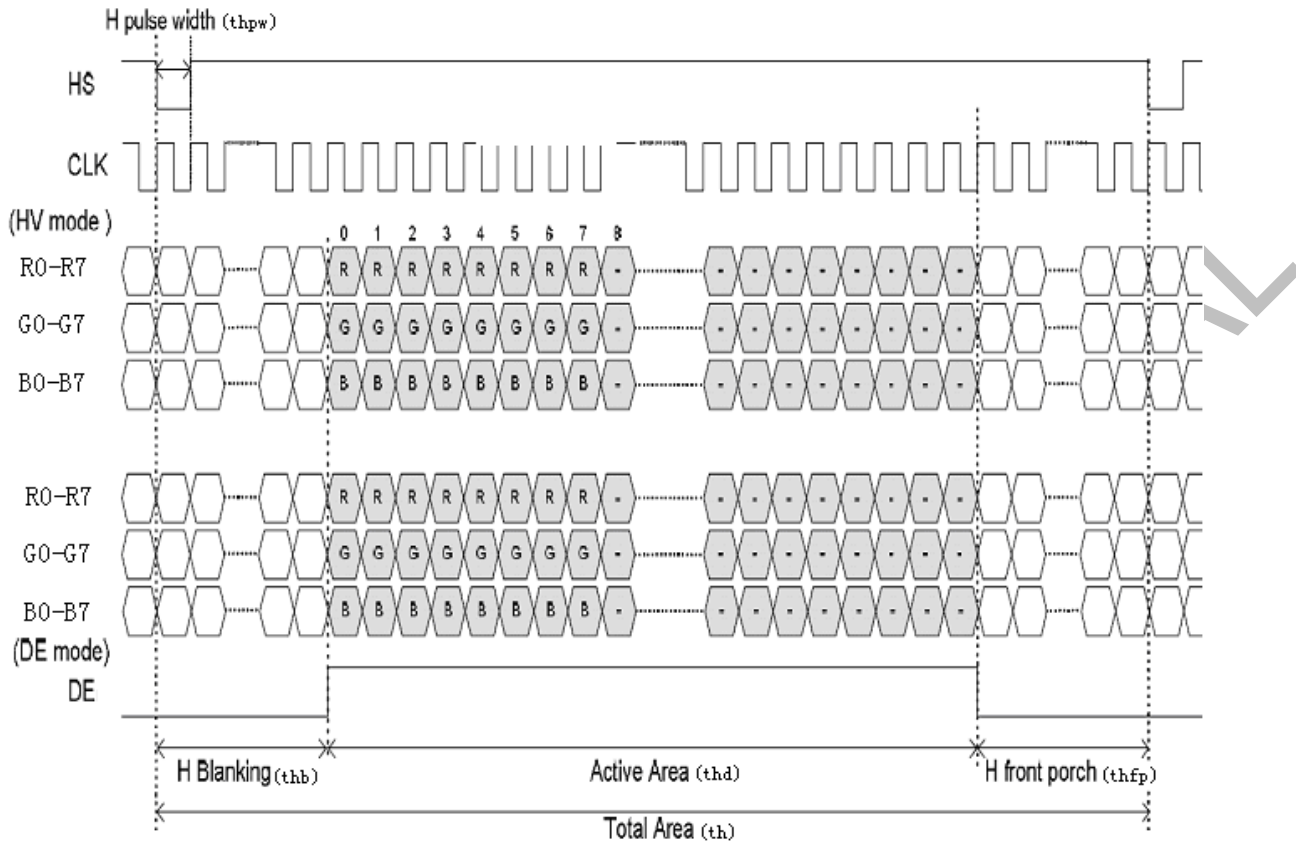 H pulse width (thpw)
HS
CLK
(HV mode )
0 1 2 3 4 5 6 7 8
R0-R7 R R R R R R R R - - - - - - - - -
G0-G7 G G G G G G G G - - - - - - - - -
B0-B7 B B B B B B B B - - - - - - - - -
R0-R7 R R R R R R R R - - - - - - - - -
G0-G7 G G G G G G G G - - - - - - - - -
B0-B7 B B B B B B B B - - - - - - - - -
(DE mode)
DE
H Blanking(thb) Active Area (thd) H front porch (thfp)
Total Area (th)